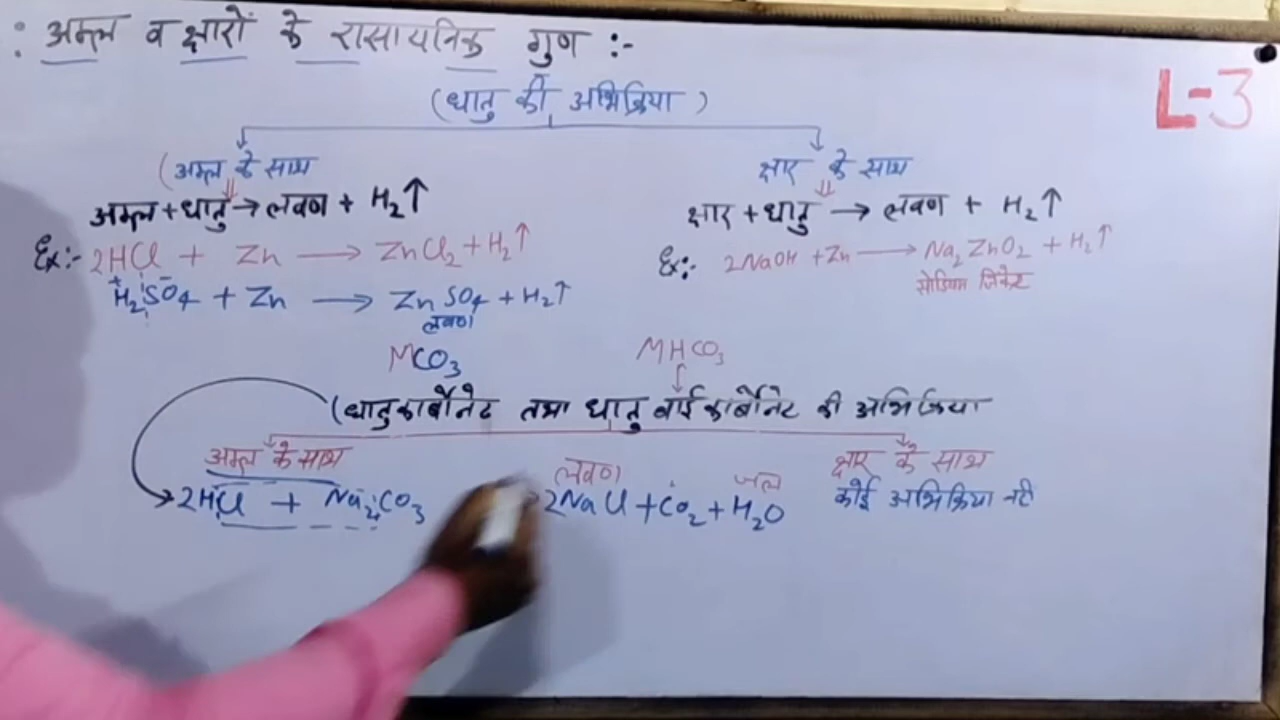 : अम्ल व क्षारों के रासायनिक गुण :-
L-3
(धातु की अभिक्रिया)
(अम्ल के साथ
अम्ल + धातु → लवण + H₂↑
Ex:- 2HCl + Zn → ZnCl₂ + H₂↑
H₂SO₄ + Zn → ZnSO₄ + H₂↑
लवण
क्षार के साथ
क्षार + धातु → लवण + H₂↑
Ex:- 2NaOH + Zn → Na₂ZnO₂ + H₂↑
सोडियम जिंकेट
MCO₃ MHCO₃
(धातु कार्बोनेट तथा धातु बाई कार्बोनेट की अभिक्रिया
अम्ल के साथ
लवण जल
2HCl + Na₂CO₃ 2NaCl + CO₂ + H₂O
क्षार के साथ
कोई अभिक्रिया नही